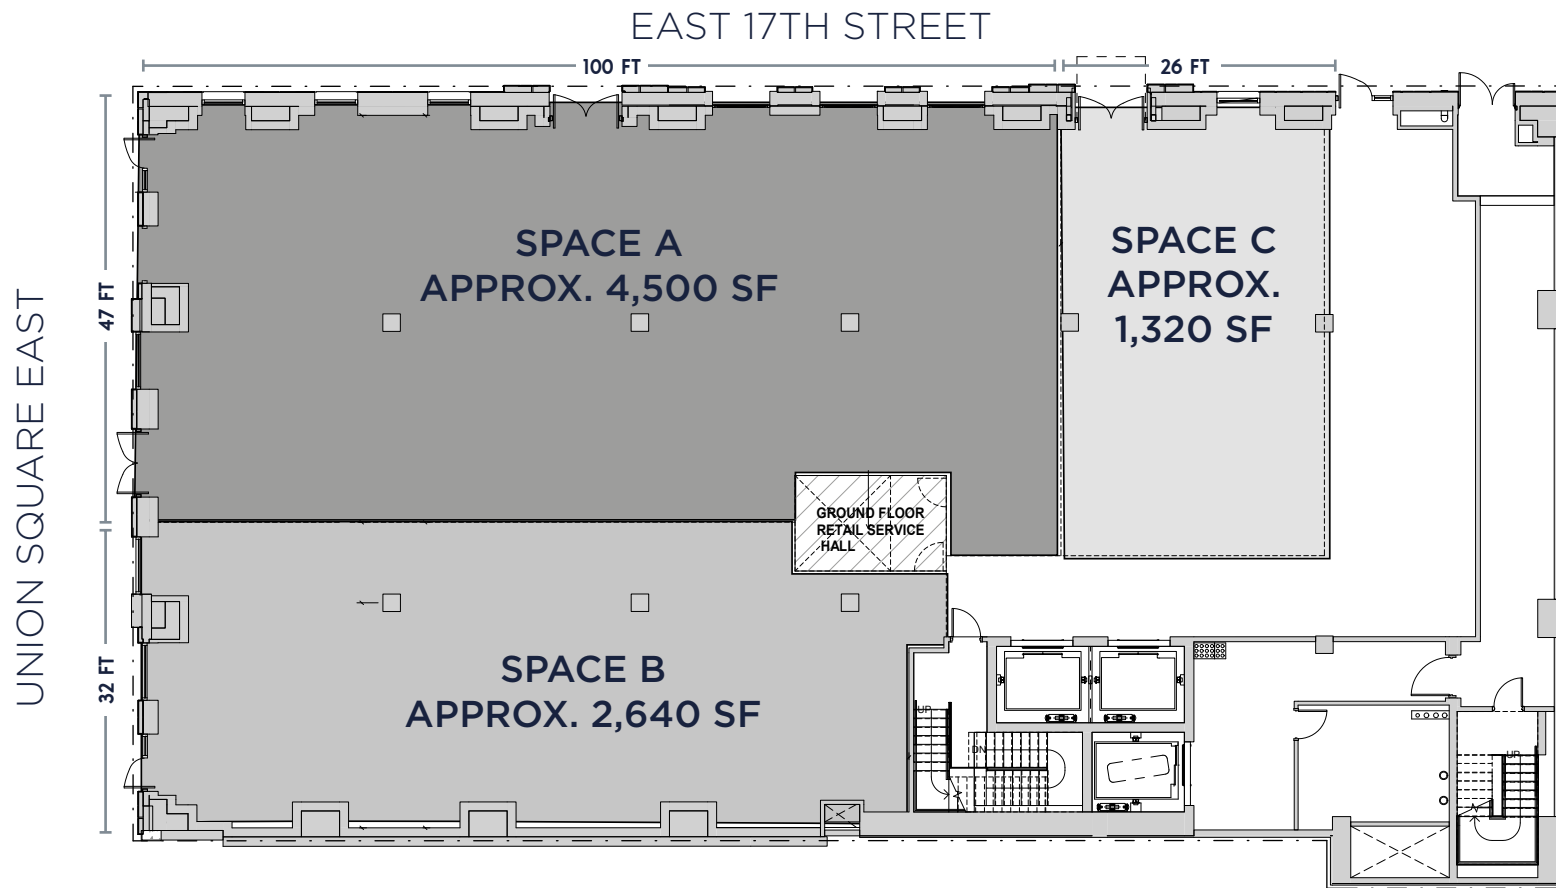 EAST 17TH STREET
100 FT
26 FT
SPACE A
APPROX. 4,500 SF
SPACE C
APPROX.
1,320 SF
47 FT
UNION SQUARE EAST
GROUND FLOOR
RETAIL SERVICE
HALL
32 FT
SPACE B
APPROX. 2,640 SF
UP
DN
UP